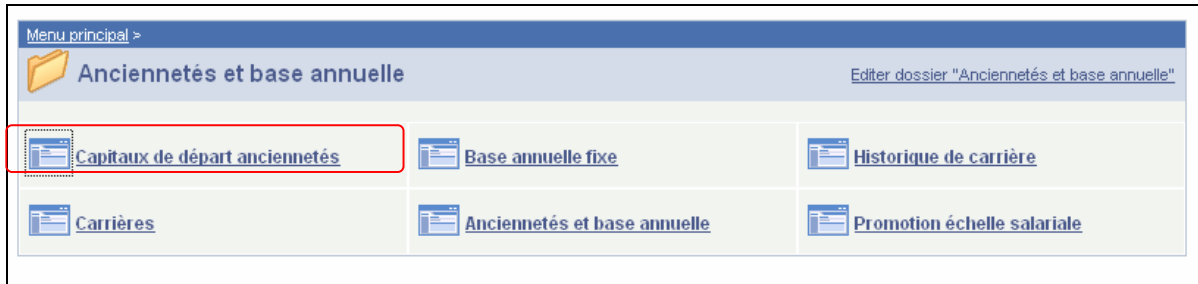 Menu principal >
Anciennetés et base annuelle
Editer dossier "Anciennetés et base annuelle"
Capitaux de départ anciennetés
Base annuelle fixe
Historique de carrière
Carrières
Anciennetés et base annuelle
Promotion échelle salariale